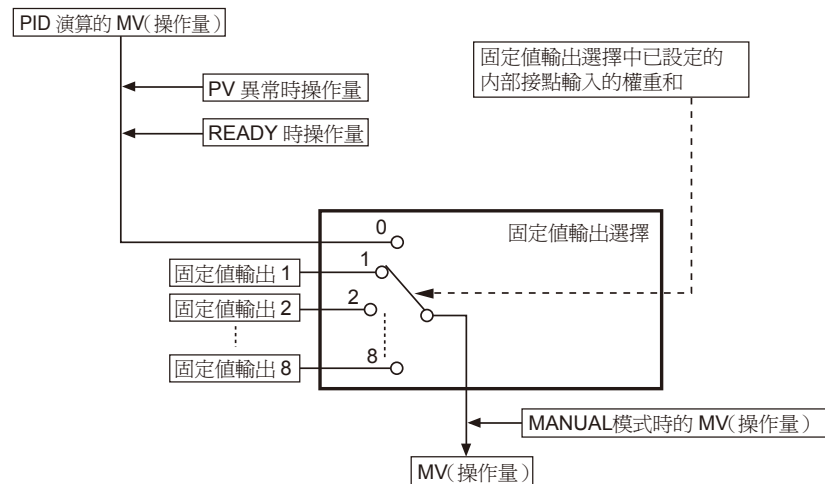 PID 演算的 MV(操作量)
PV 異常時操作量
READY 時操作量
固定值輸出選擇中已設定的
内部接點輸入的權重和
固定值輸出選擇
0
1
固定值輸出 1
2
固定值輸出 2
8
固定值輸出 8
MANUAL模式時的 MV(操作量)
MV(操作量)